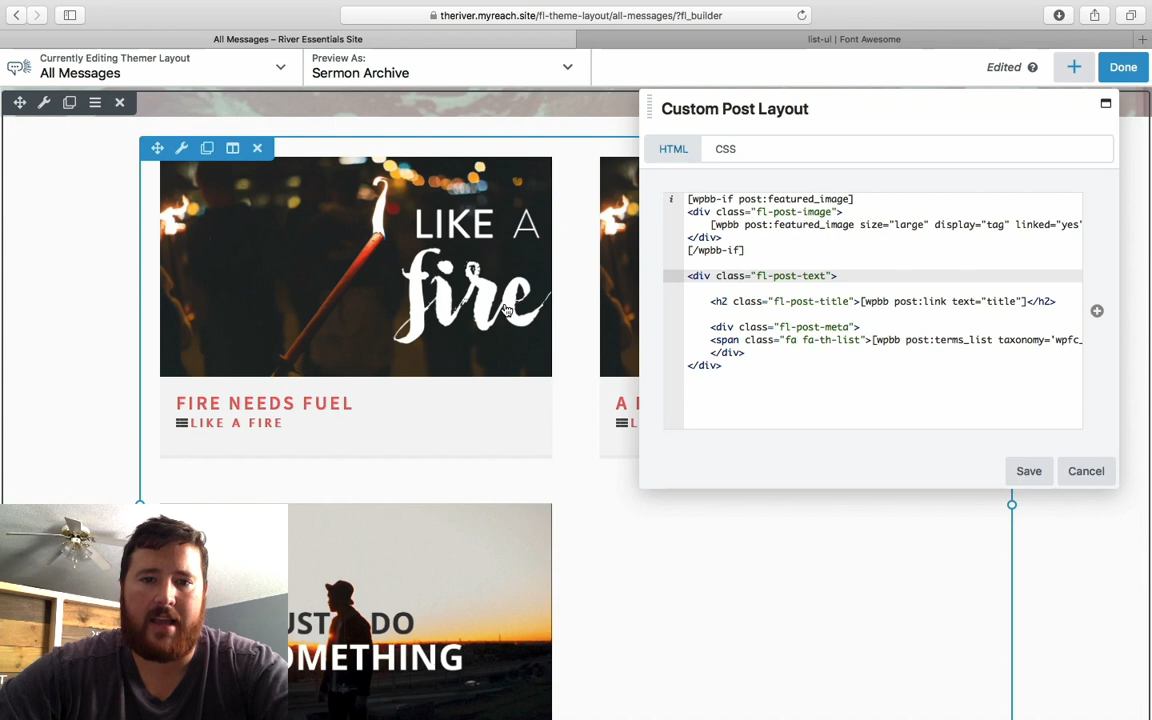 theriver.myreach.site/fl-theme-layout/all-messages/?fl_builder
All Messages – River Essentials Site
list-ul | Font Awesome
Currently Editing Themer Layout
All Messages
Preview As:
Sermon Archive
Edited
Done
Custom Post Layout
HTML
CSS
[wpbb-if post:featured_image]
<div class="fl-post-image">
[wpbb post:featured_image size="large" display="tag" linked="yes"
</div>
[/wpbb-if]
<div class="fl-post-text">
<h2 class="fl-post-title">[wpbb post:link text="title"]</h2>
<div class="fl-post-meta">
<span class="fa fa-th-list">[wpbb post:terms_list taxonomy='wpfc_
</div>
</div>
Save
Cancel
LIKE A
fire
FIRE NEEDS FUEL
LIKE A FIRE
A
L
UST DO
OMETHING